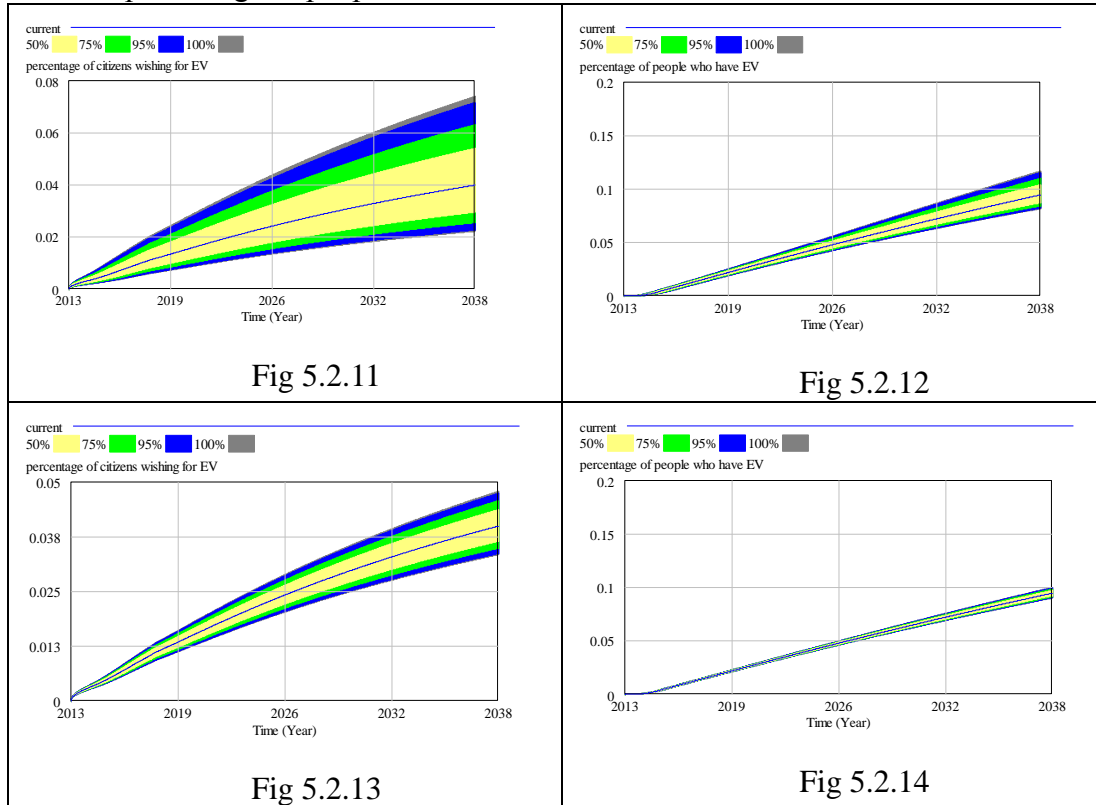 current
50% 75% 95% 100%
percentage of citizens wishing for EV
0.08
0.06
0.04
0.02
0
2013 2019 2026 2032 2038
Time (Year)
Fig 5.2.11
current
50% 75% 95% 100%
percentage of people who have EV
0.2
0.15
0.1
0.05
0
2013 2019 2026 2032 2038
Time (Year)
Fig 5.2.12
current
50% 75% 95% 100%
percentage of citizens wishing for EV
0.05
0.038
0.025
0.013
0
2013 2019 2026 2032 2038
Time (Year)
Fig 5.2.13
current
50% 75% 95% 100%
percentage of people who have EV
0.2
0.15
0.1
0.05
0
2013 2019 2026 2032 2038
Time (Year)
Fig 5.2.14